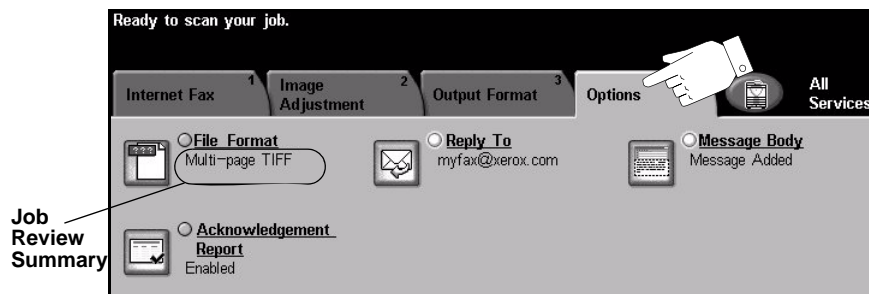 Ready to scan your job.
Internet Fax
1
Image
Adjustment
2
Output Format
3
Options
All
Services
File Format
Multi-page TIFF
Reply To
myfax@xerox.com
Message Body
Message Added
Job
Review
Summary
Acknowledgement
Report
Enabled